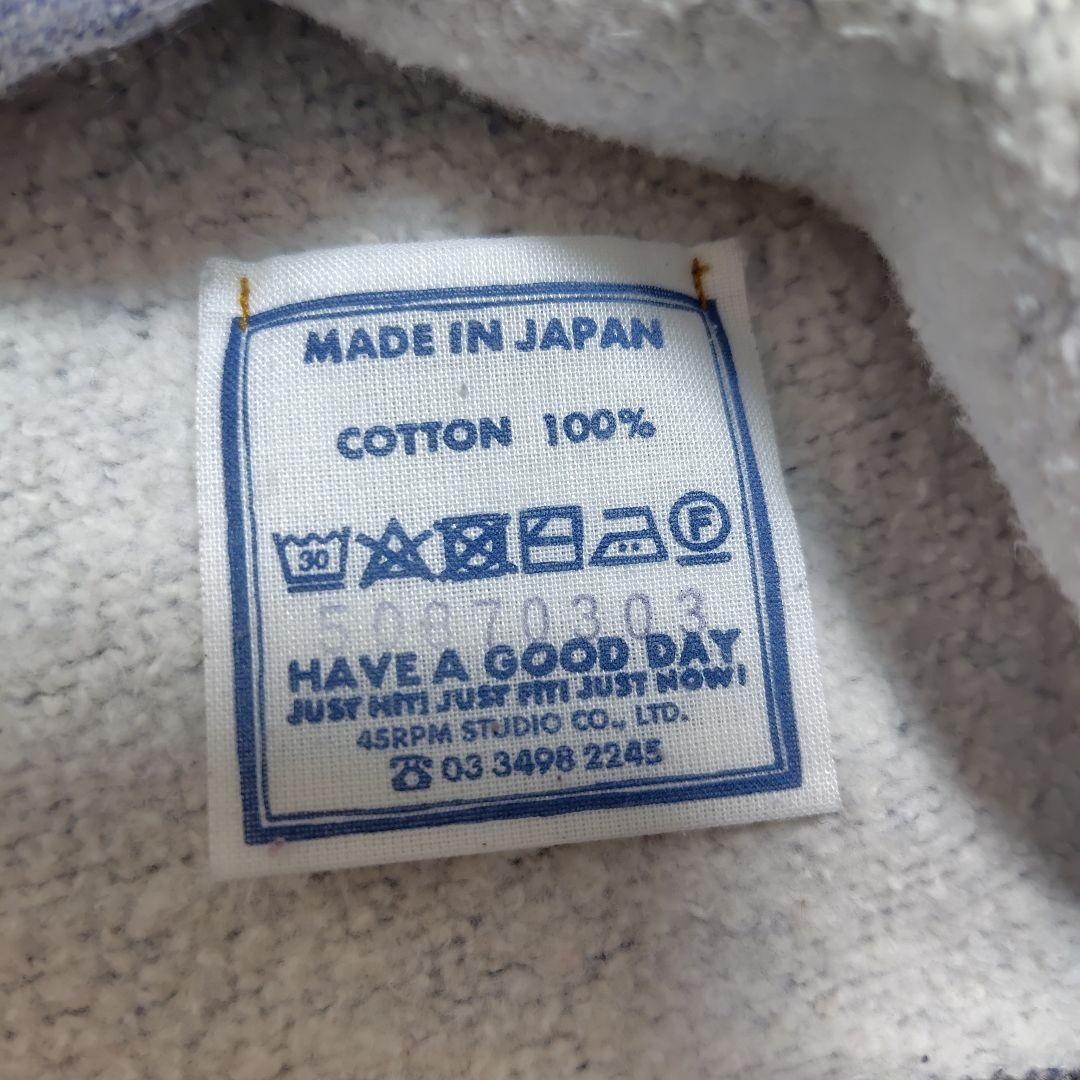 MADE IN JAPAN
COTTON 100%
30 F
50870303
HAVE A GOOD DAY
JUST HIT! JUST FIT! JUST NOW!
45RPM STUDIO CO., LTD.
☎ 03 3498 2245